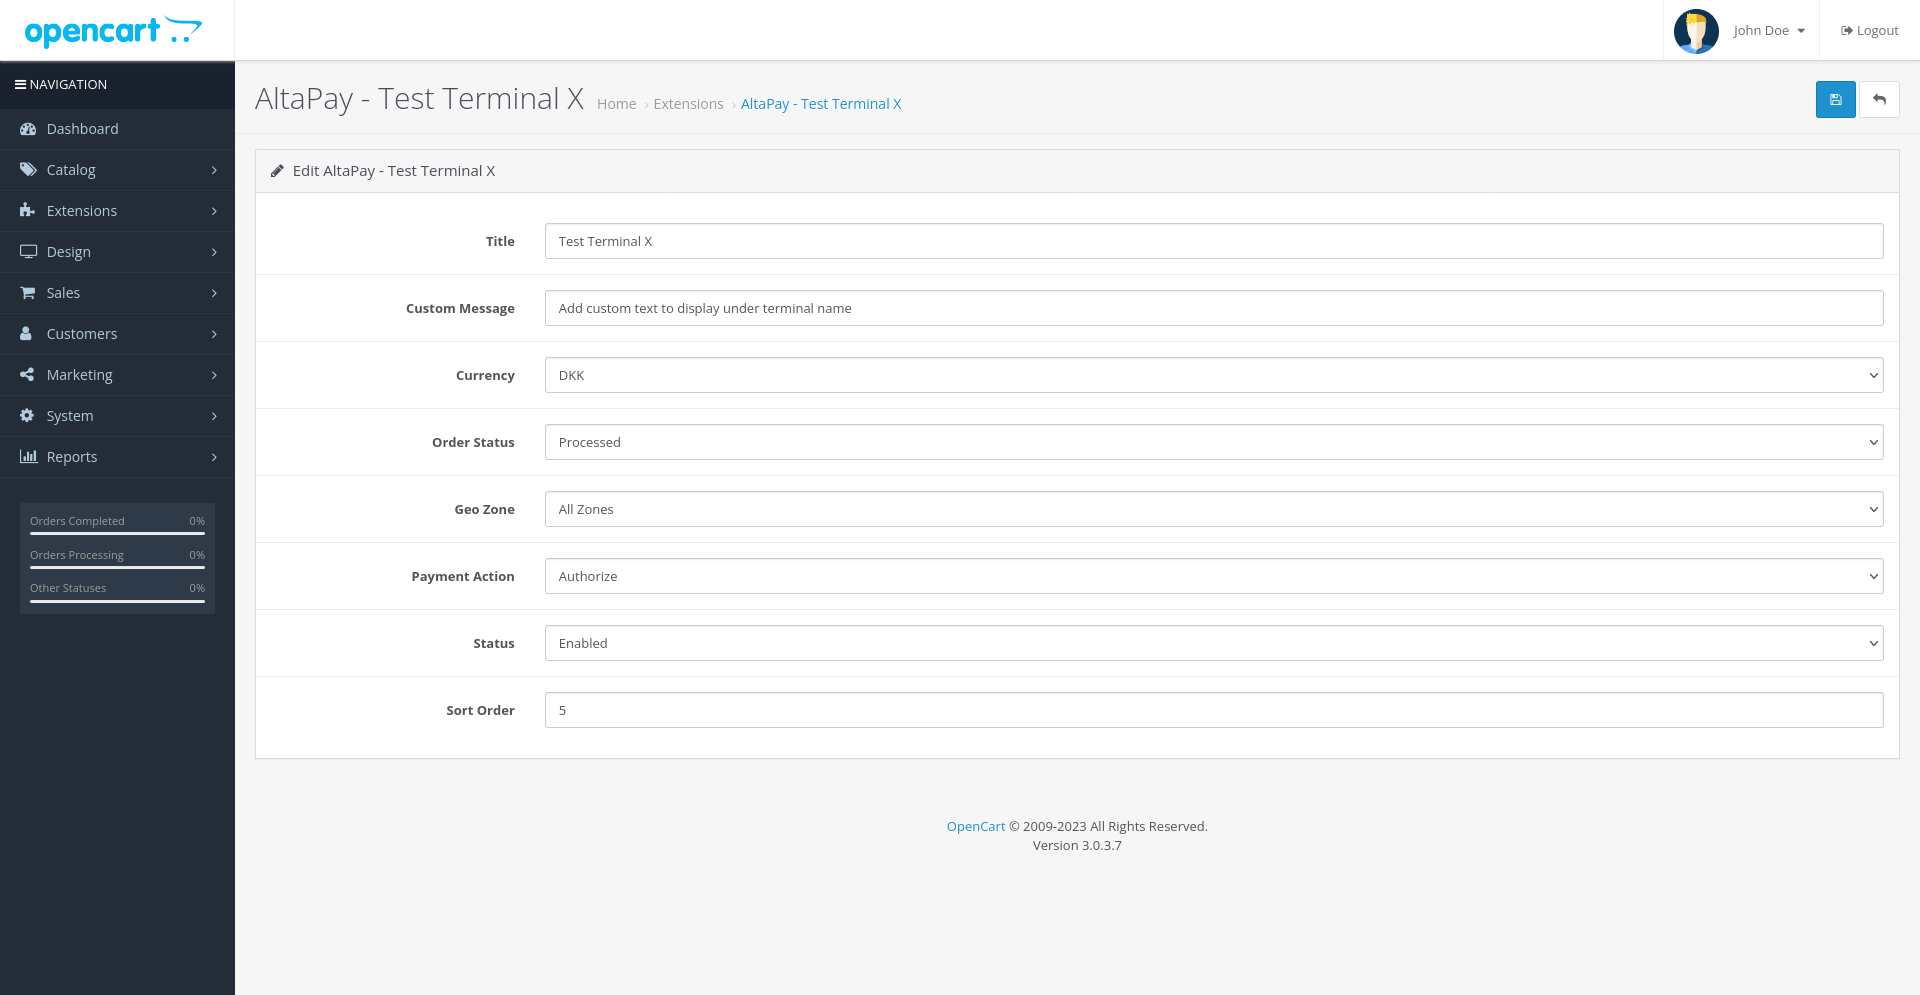 opencart
John Doe
Logout
NAVIGATION
Dashboard
Catalog
Extensions
Design
Sales
Customers
Marketing
System
Reports
Orders Completed 0%
Orders Processing 0%
Other Statuses 0%
AltaPay - Test Terminal X
Home › Extensions › AltaPay - Test Terminal X
Edit AltaPay - Test Terminal X
Title Test Terminal X
Custom Message Add custom text to display under terminal name
Currency DKK
Order Status Processed
Geo Zone All Zones
Payment Action Authorize
Status Enabled
Sort Order 5
OpenCart © 2009-2023 All Rights Reserved.
Version 3.0.3.7